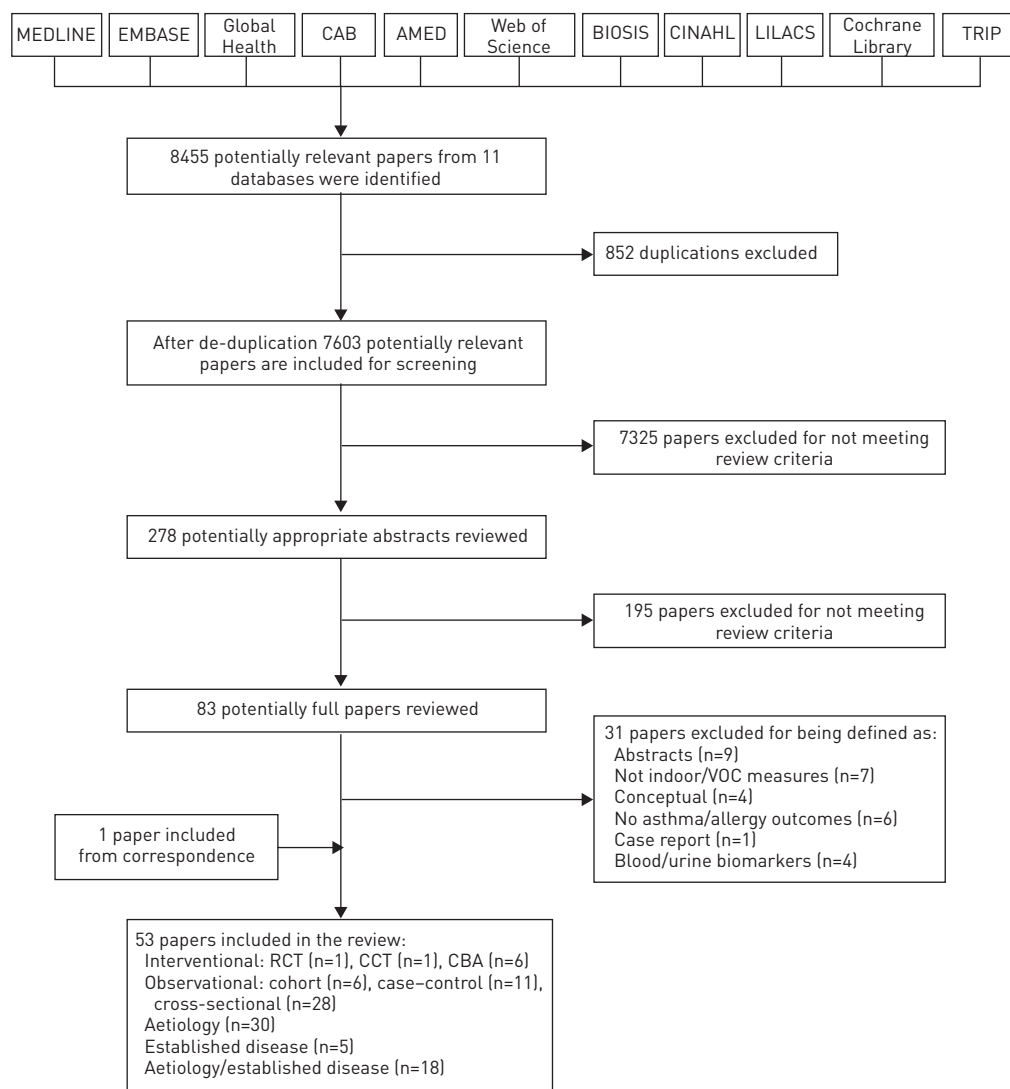 MEDLINE
EMBASE
Global
Health
CAB
AMED
Web of
Science
BIOSIS
CINAHL
LILACS
Cochrane
Library
TRIP
8455 potentially relevant papers from 11
databases were identified
852 duplications excluded
After de-duplication 7603 potentially relevant
papers are included for screening
7325 papers excluded for not meeting
review criteria
278 potentially appropriate abstracts reviewed
195 papers excluded for not meeting
review criteria
83 potentially full papers reviewed
31 papers excluded for being defined as:
Abstracts (n=9)
Not indoor/VOC measures (n=7)
Conceptual (n=4)
No asthma/allergy outcomes (n=6)
Case report (n=1)
Blood/urine biomarkers (n=4)
1 paper included
from correspondence
53 papers included in the review:
Interventional: RCT (n=1), CCT (n=1), CBA (n=6)
Observational: cohort (n=6), case–control (n=11),
cross-sectional (n=28)
Aetiology (n=30)
Established disease (n=5)
Aetiology/established disease (n=18)